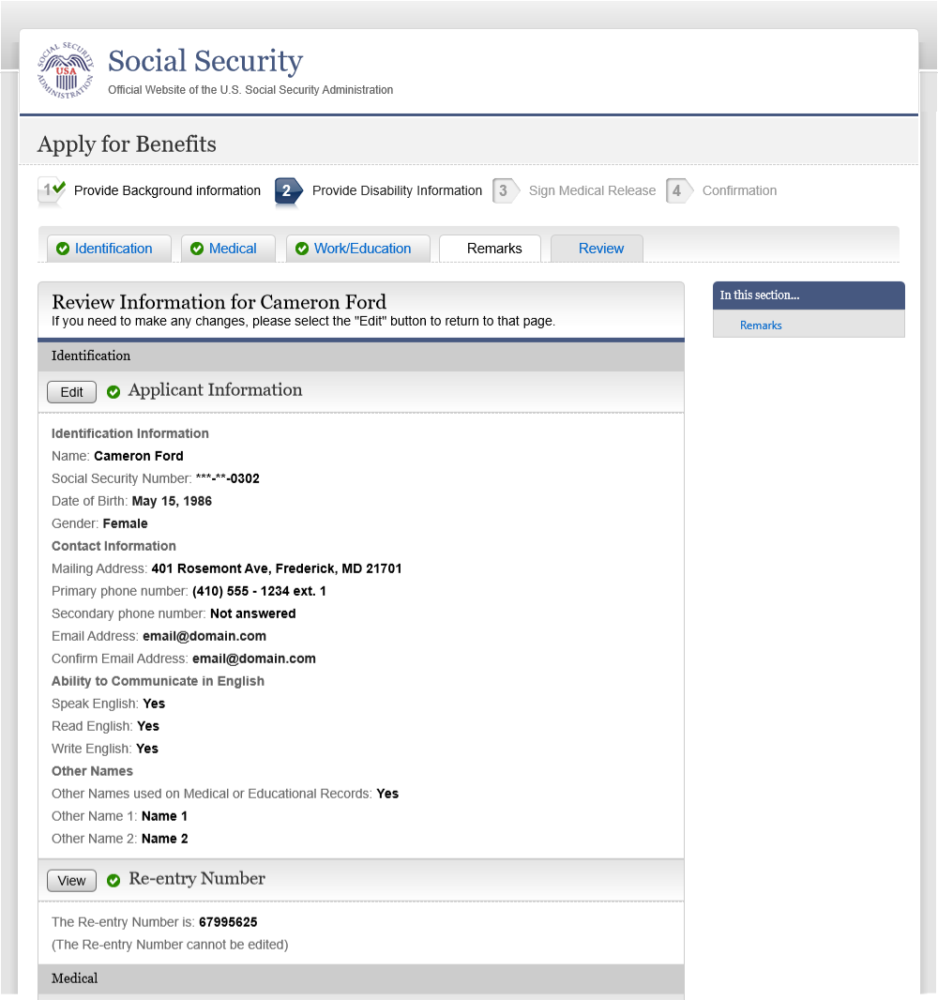 SOCIAL SECURITY ADMINISTRATION
USA
Social Security
Official Website of the U.S. Social Security Administration
Apply for Benefits
1 Provide Background information 2 Provide Disability Information 3 Sign Medical Release 4 Confirmation
Identification Medical Work/Education Remarks Review
Review Information for Cameron Ford
If you need to make any changes, please select the "Edit" button to return to that page.
In this section...
Remarks
Identification
Edit Applicant Information
Identification Information
Name: Cameron Ford
Social Security Number: ***-**-0302
Date of Birth: May 15, 1986
Gender: Female
Contact Information
Mailing Address: 401 Rosemont Ave, Frederick, MD 21701
Primary phone number: (410) 555 - 1234 ext. 1
Secondary phone number: Not answered
Email Address: email@domain.com
Confirm Email Address: email@domain.com
Ability to Communicate in English
Speak English: Yes
Read English: Yes
Write English: Yes
Other Names
Other Names used on Medical or Educational Records: Yes
Other Name 1: Name 1
Other Name 2: Name 2
View Re-entry Number
The Re-entry Number is: 67995625
(The Re-entry Number cannot be edited)
Medical